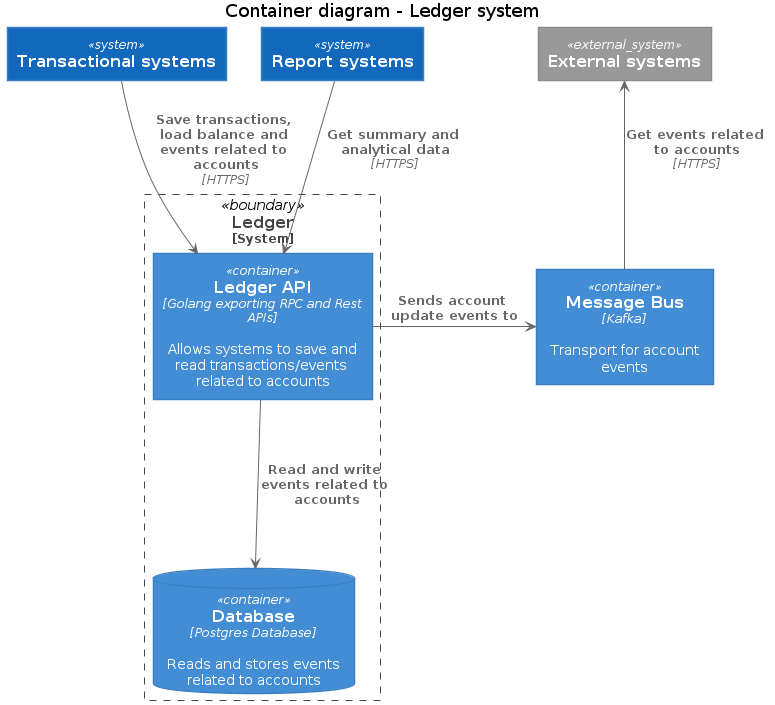 Container diagram - Ledger system
«system»
Transactional systems
«system»
Report systems
«external_system»
External systems
Save transactions,
load balance and
events related to
accounts
[HTTPS]
Get summary and
analytical data
[HTTPS]
Get events related
to accounts
[HTTPS]
«boundary»
Ledger
[System]
«container»
Ledger API
[Golang exporting RPC and Rest
APIs]
Allows systems to save and
read transactions/events
related to accounts
Sends account
update events to
«container»
Message Bus
[Kafka]
Transport for account
events
Read and write
events related to
accounts
«container»
Database
[Postgres Database]
Reads and stores events
related to accounts